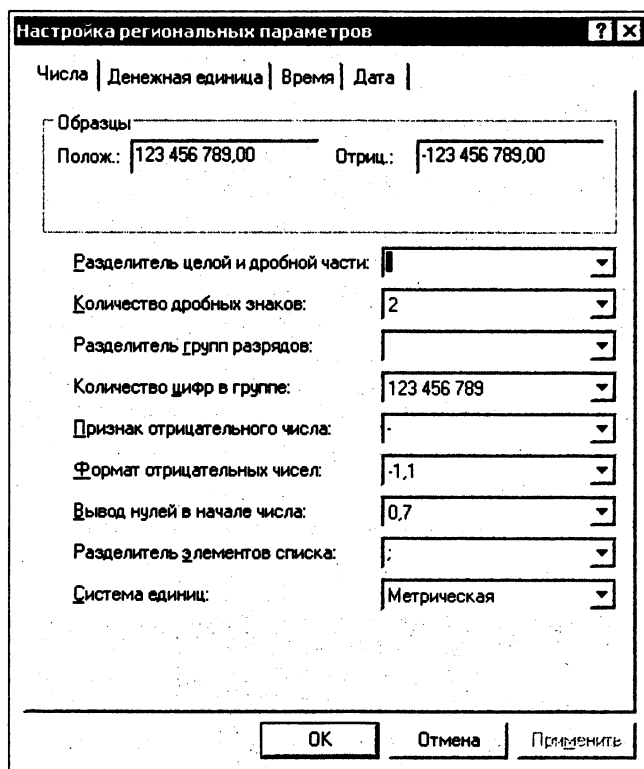 Настройка региональных параметров
Числа Денежная единица Время Дата
Образцы
Полож.: 123 456 789,00 Отриц.: -123 456 789,00
Разделитель целой и дробной части:
Количество дробных знаков: 2
Разделитель групп разрядов:
Количество цифр в группе: 123 456 789
Признак отрицательного числа: -
Формат отрицательных чисел: -1,1
Вывод нулей в начале числа: 0,7
Разделитель элементов списка: ;
Система единиц: Метрическая
OK Отмена Применить